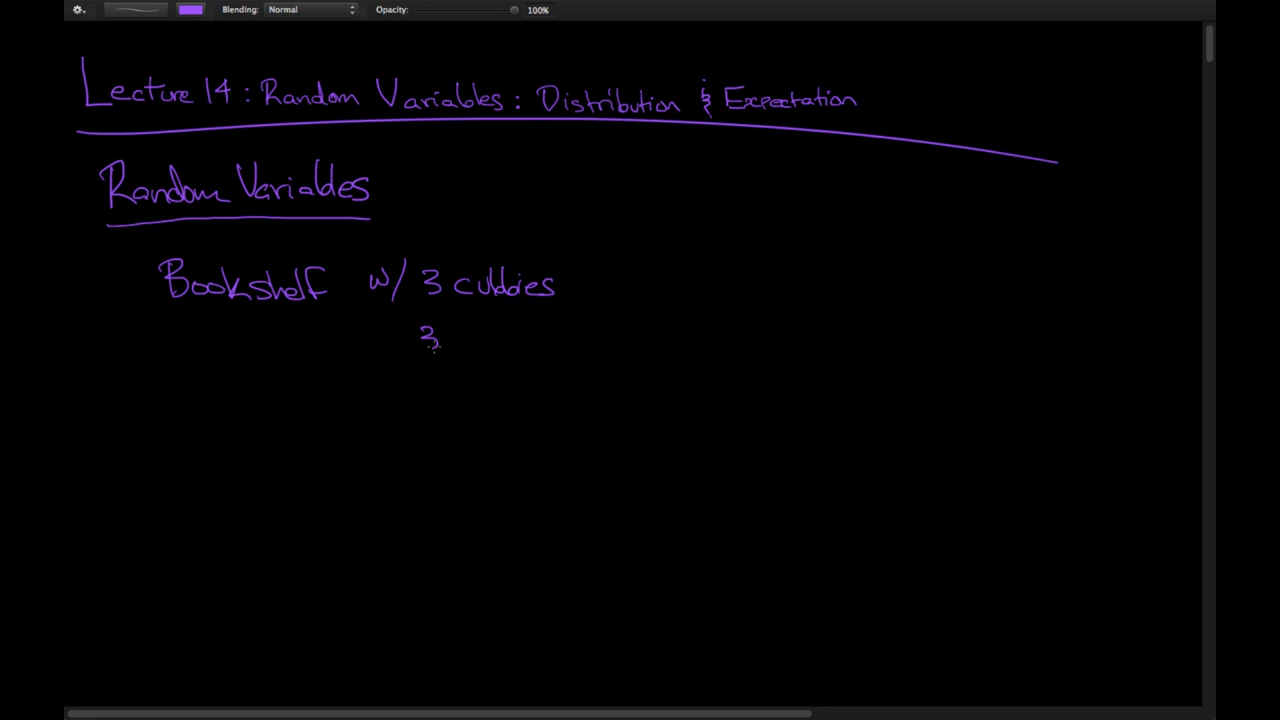 Blending: Normal Opacity: 100%
Lecture 14: Random Variables: Distribution & Expectation
Random Variables
Bookshelf w/ 3 cubbies
3